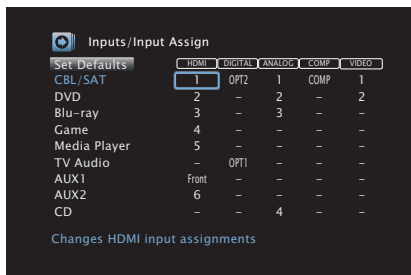 Inputs/Input Assign
Set Defaults HDMI DIGITAL ANALOG COMP VIDEO
CBL/SAT 1 OPT2 1 COMP 1
DVD 2 – 2 – 2
Blu-ray 3 – 3 – –
Game 4 – – – –
Media Player 5 – – – –
TV Audio – OPT1 – – –
AUX1 Front – – – –
AUX2 6 – – – –
CD – – 4 – –
Changes HDMI input assignments